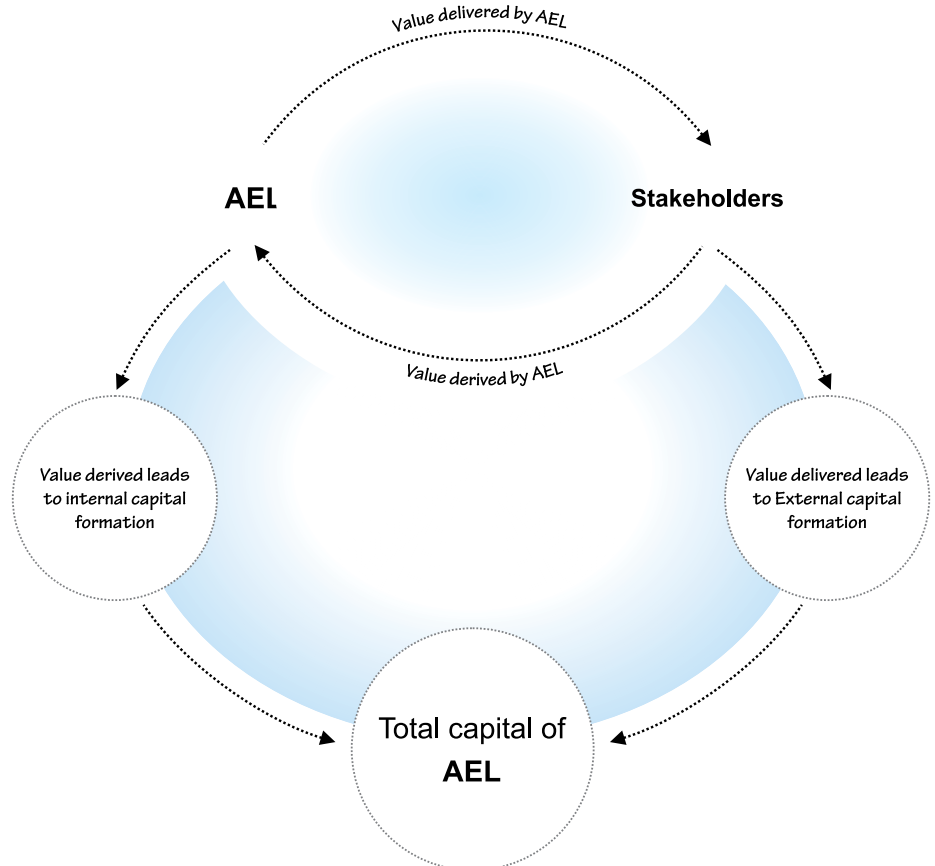 Value delivered by AEL
AEL
Stakeholders
Value derived by AEL
Value derived leads
to internal capital
formation
Value delivered leads
to External capital
formation
Total capital of
AEL